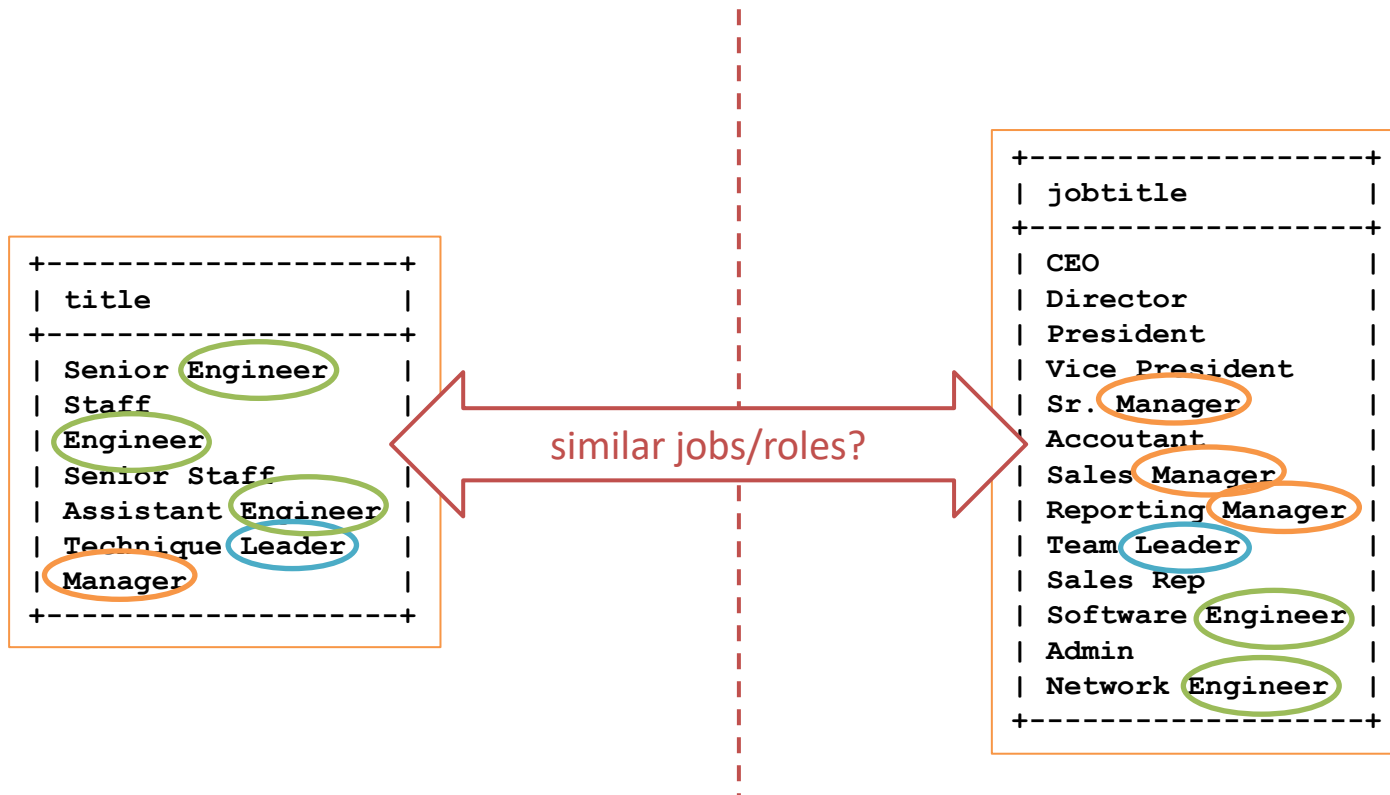 +--------------------+
| title |
+--------------------+
| Senior Engineer |
| Staff |
| Engineer |
| Senior Staff |
| Assistant Engineer |
| Technique Leader |
| Manager |
+--------------------+
similar jobs/roles?
+-------------------+
| jobtitle |
+-------------------+
| CEO |
| Director |
| President |
| Vice President |
| Sr. Manager |
| Accoutant |
| Sales Manager |
| Reporting Manager |
| Team Leader |
| Sales Rep |
| Software Engineer |
| Admin |
| Network Engineer |
+-------------------+